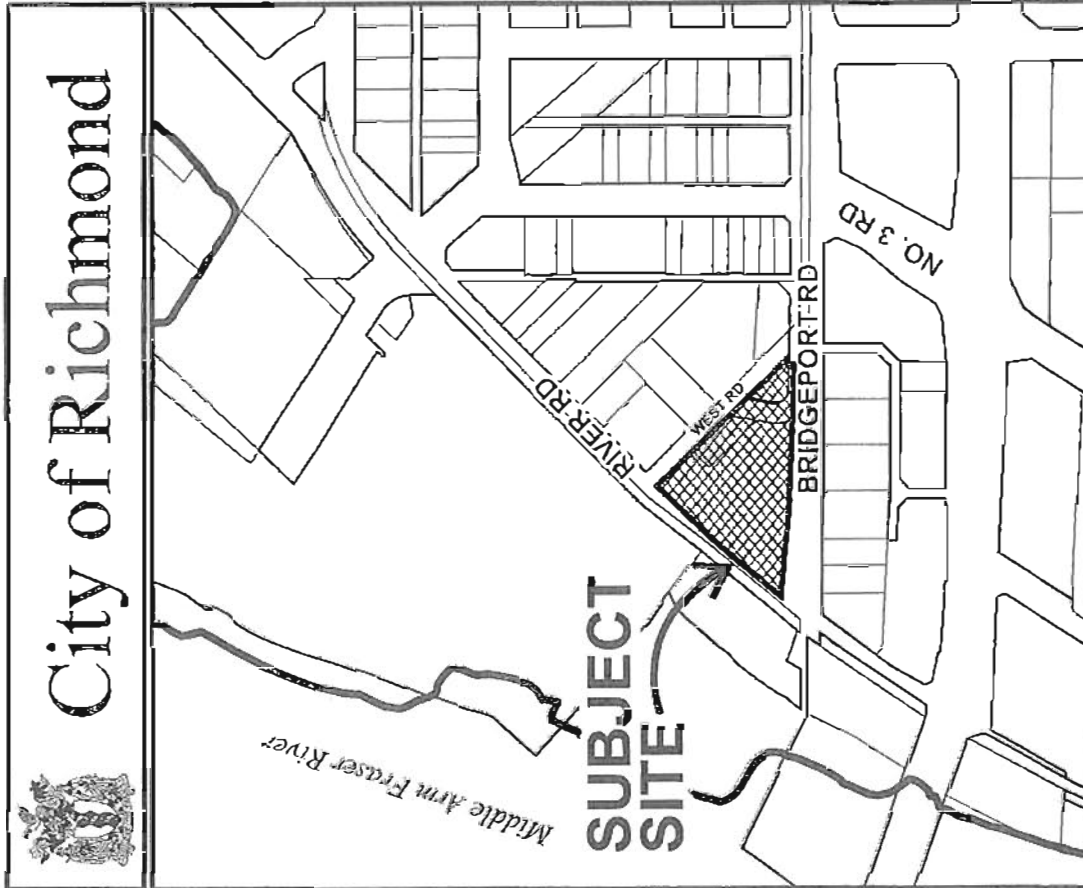 City of Richmond
Middle Arm Fraser River
SUBJECT
SITE
RIVER RD
WEST RD
BRIDGEPORT RD
NO. 3 RD